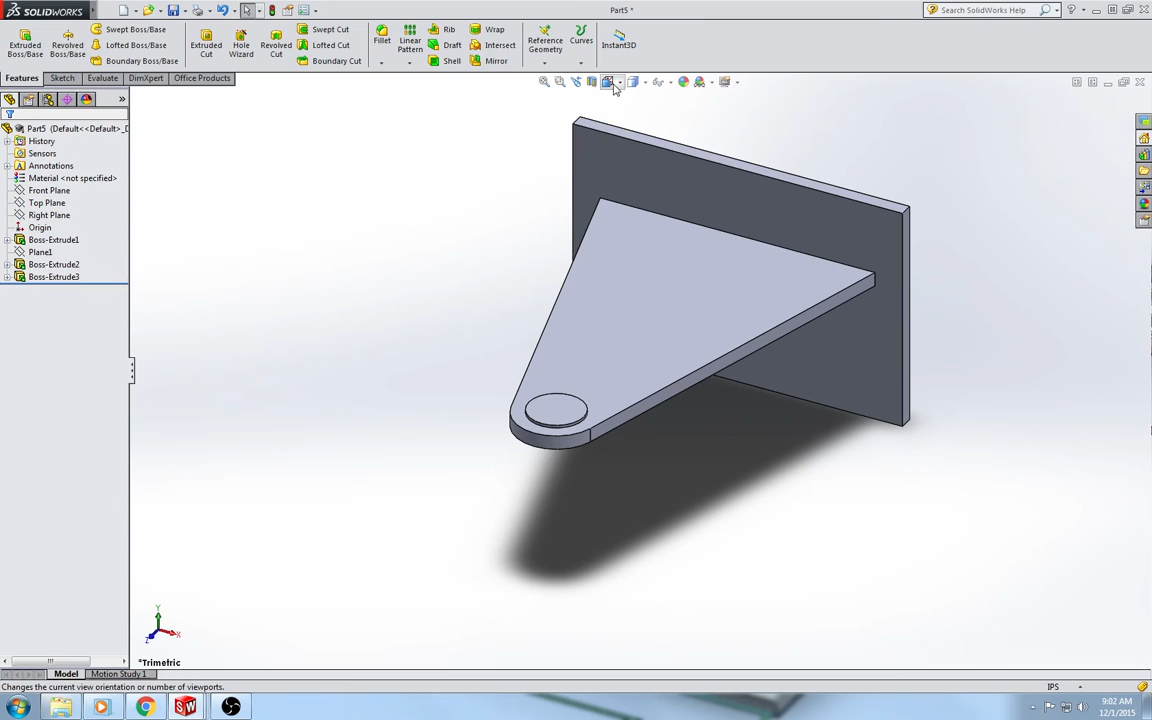 SOLIDWORKS
Part5 *
Search SolidWorks Help
Extruded Boss/Base
Revolved Boss/Base
Swept Boss/Base
Lofted Boss/Base
Boundary Boss/Base
Extruded Cut
Hole Wizard
Revolved Cut
Swept Cut
Lofted Cut
Boundary Cut
Fillet
Linear Pattern
Rib
Draft
Shell
Wrap
Intersect
Mirror
Reference Geometry
Curves
Instant3D
Features
Sketch
Evaluate
DimXpert
Office Products
Part5 (Default<<Default>_D
History
Sensors
Annotations
Material <not specified>
Front Plane
Top Plane
Right Plane
Origin
Boss-Extrude1
Plane1
Boss-Extrude2
Boss-Extrude3
Y
X
Z
*Trimetric
Model
Motion Study 1
Changes the current view orientation or number of viewports.
IPS
9:02 AM
12/1/2015